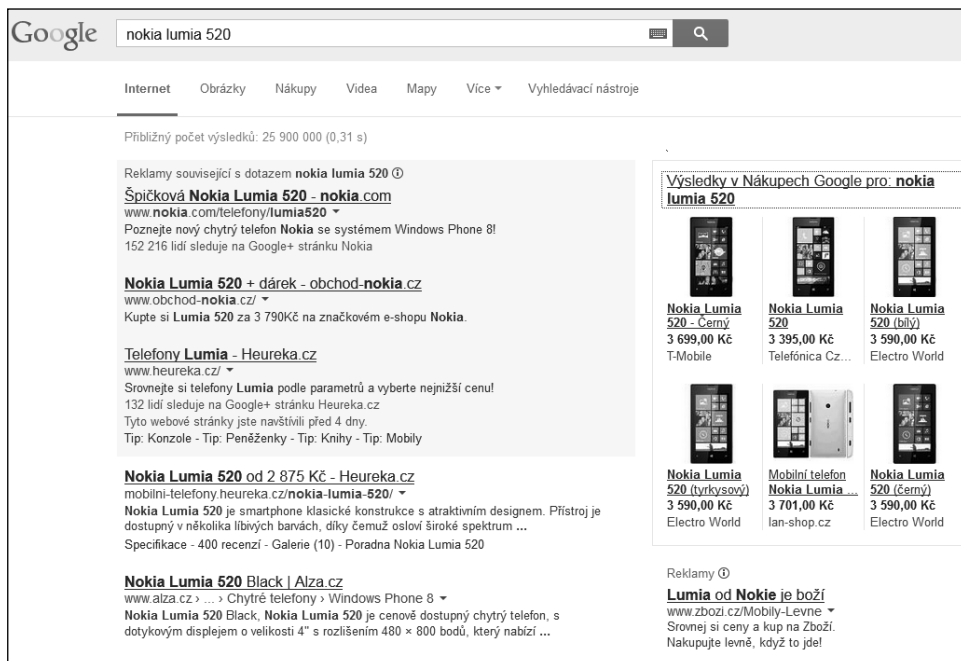 Google
nokia lumia 520
Internet Obrázky Nákupy Videa Mapy Více Vyhledávací nástroje
Přibližný počet výsledků: 25 900 000 (0,31 s)
Reklamy související s dotazem nokia lumia 520
Špičková Nokia Lumia 520 - nokia.com
www.nokia.com/telefony/lumia520
Poznejte nový chytrý telefon Nokia se systémem Windows Phone 8!
152 216 lidí sleduje na Google+ stránku Nokia
Nokia Lumia 520 + dárek - obchod-nokia.cz
www.obchod-nokia.cz/
Kupte si Lumia 520 za 3 790Kč na značkovém e-shopu Nokia.
Telefony Lumia - Heureka.cz
www.heureka.cz/
Srovnejte si telefony Lumia podle parametrů a vyberte nejnižší cenu!
132 lidí sleduje na Google+ stránku Heureka.cz
Tyto webové stránky jste navštívili před 4 dny.
Tip: Konzole - Tip: Peněženky - Tip: Knihy - Tip: Mobily
Nokia Lumia 520 od 2 875 Kč - Heureka.cz
mobilni-telefony.heureka.cz/nokia-lumia-520/
Nokia Lumia 520 je smartphone klasické konstrukce s atraktivním designem. Přístroj je
dostupný v několika líbivých barvách, díky čemuž osloví široké spektrum ...
Specifikace - 400 recenzí - Galerie (10) - Poradna Nokia Lumia 520
Nokia Lumia 520 Black | Alza.cz
www.alza.cz › ... › Chytré telefony › Windows Phone 8
Nokia Lumia 520 Black, Nokia Lumia 520 je cenově dostupný chytrý telefon, s
dotykovým displejem o velikosti 4" s rozlišením 480 × 800 bodů, který nabízí ...
Výsledky v Nákupech Google pro: nokia
lumia 520
Nokia Lumia
520 - Černý
3 699,00 Kč
T-Mobile
Nokia Lumia
520
3 395,00 Kč
Telefónica Cz...
Nokia Lumia
520 (bílý)
3 590,00 Kč
Electro World
Nokia Lumia
520 (tyrkysový)
3 590,00 Kč
Electro World
Mobilní telefon
Nokia Lumia ...
3 701,00 Kč
lan-shop.cz
Nokia Lumia
520 (černý)
3 590,00 Kč
Electro World
Reklamy
Lumia od Nokie je boží
www.zbozi.cz/Mobily-Levne
Srovnej si ceny a kup na Zboží.
Nakupujte levně, když to jde!